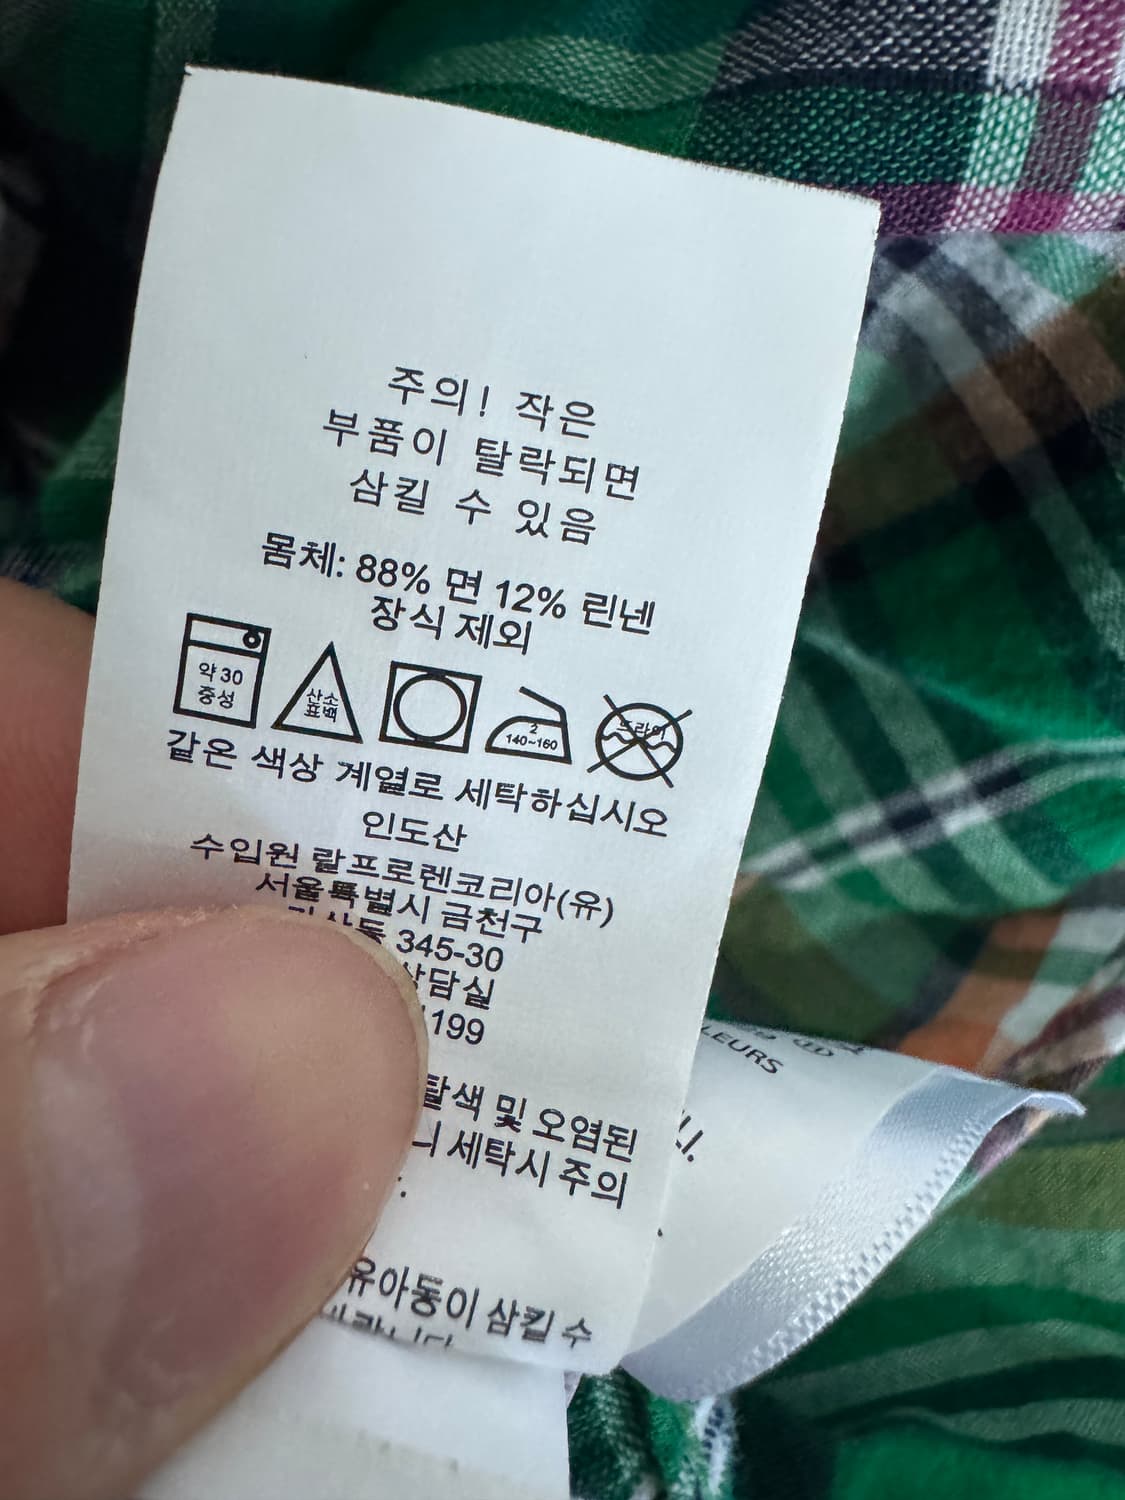 주의! 작은
부품이 탈락되면
삼킬 수 있음
몸체: 88% 면 12% 린넨
장식 제외
약 30
중성
산소
표백
2
140~160
드라이
같은 색상 계열로 세탁하십시오
인도산
수입원 랄프로렌코리아(유)
서울특별시 금천구
345-30
상담실
1199
탈색 및 오염된
세탁시 주의
유아동이 삼킬 수
LEURS